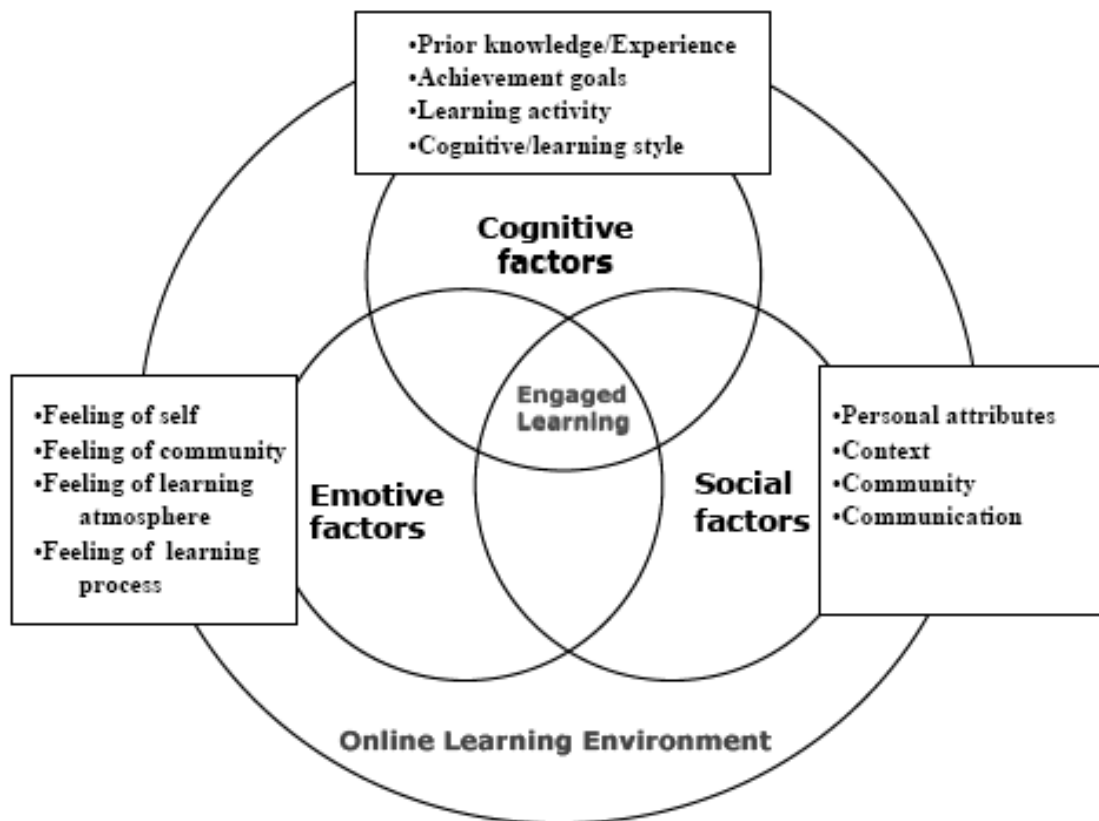 •Prior knowledge/Experience
•Achievement goals
•Learning activity
•Cognitive/learning style
Cognitive
factors
Engaged
Learning
•Feeling of self
•Feeling of community
•Feeling of learning
atmosphere
•Feeling of learning
process
Emotive
factors
Social
factors
•Personal attributes
•Context
•Community
•Communication
Online Learning Environment